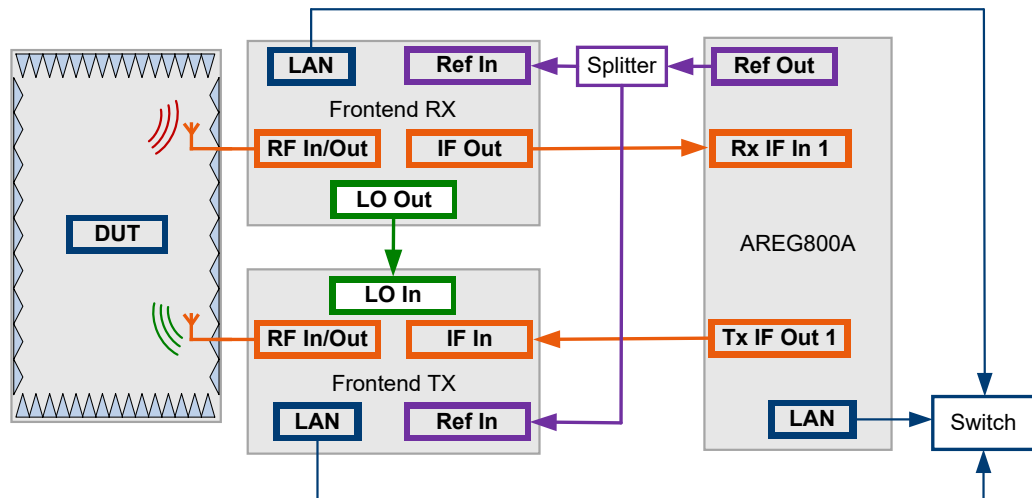 LAN
Ref In
Splitter
Ref Out
Frontend RX
RF In/Out
IF Out
Rx IF In 1
LO Out
DUT
AREG800A
LO In
RF In/Out
IF In
Tx IF Out 1
Frontend TX
LAN
Ref In
LAN
Switch